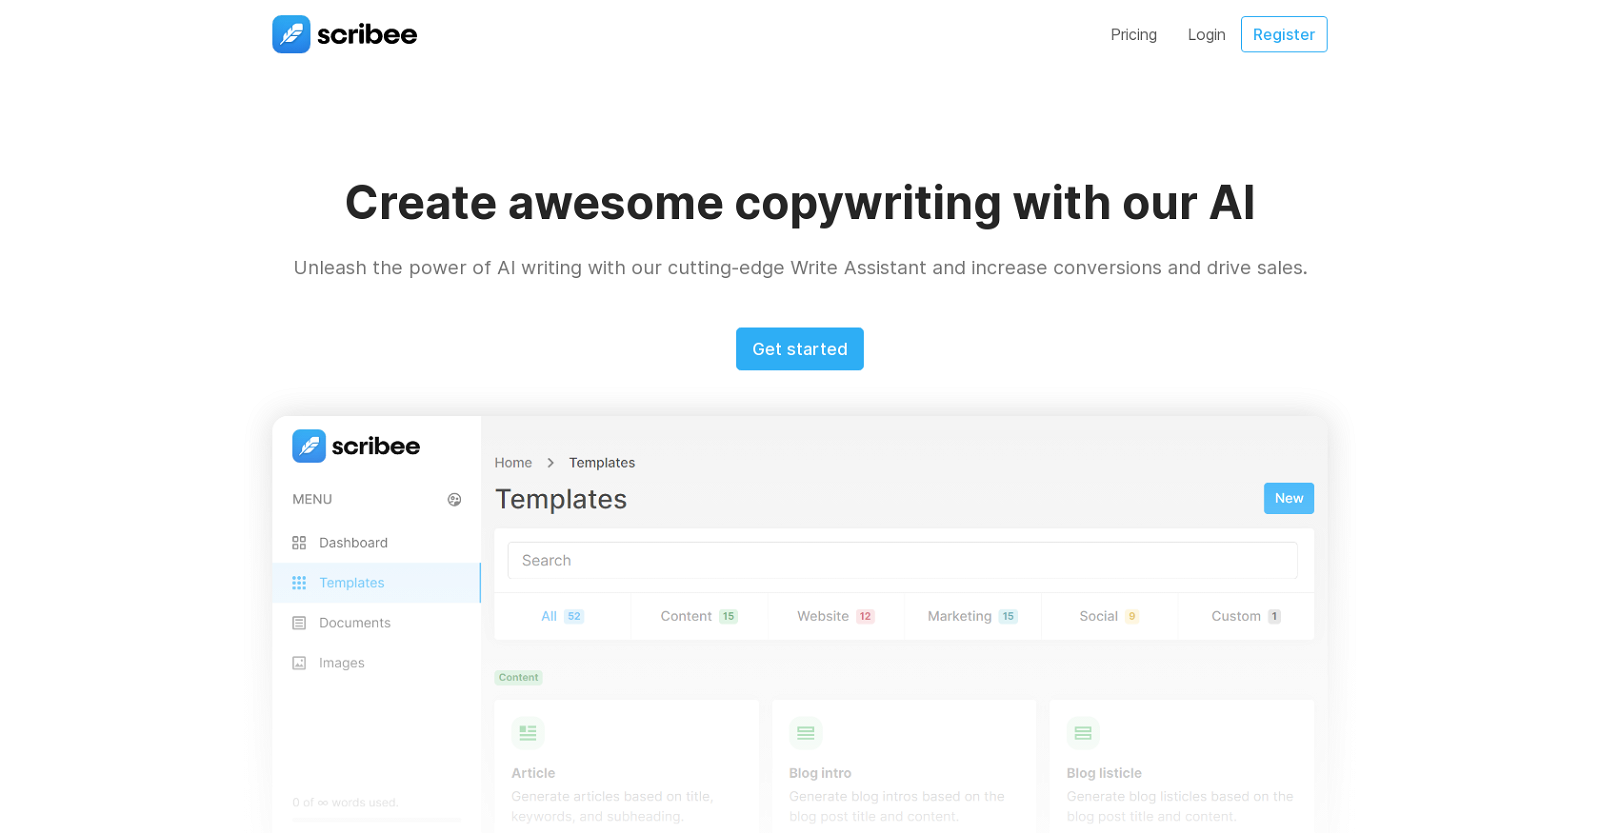 scribee
Pricing
Login
Register
Create awesome copywriting with our AI
Unleash the power of AI writing with our cutting-edge Write Assistant and increase conversions and drive sales.
Get started
scribee
MENU
Dashboard
Templates
Documents
Images
0 of ∞ words used.
Home > Templates
Templates
New
Search
All 52
Content 15
Website 12
Marketing 15
Social 9
Custom 1
Content
Article
Generate articles based on title,
keywords, and subheading.
Blog intro
Generate blog intros based on the
blog post title and content.
Blog listicle
Generate blog listicles based on the
blog post title and content.